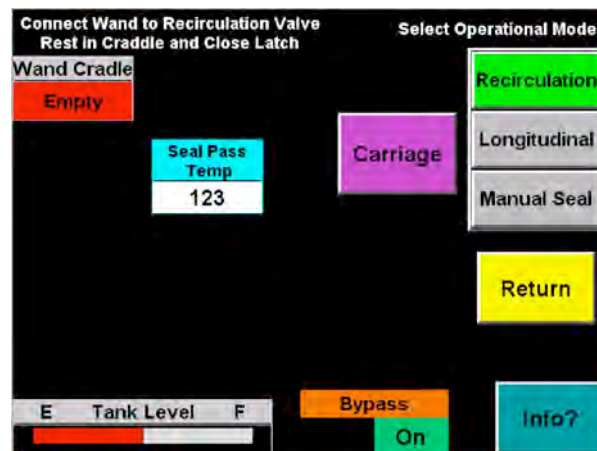 Connect Wand to Recirculation Valve
Rest in Craddle and Close Latch
Select Operational Mode
Wand Cradle
Empty
Recirculation
Seal Pass
Temp
123
Carriage
Longitudinal
Manual Seal
Return
E Tank Level F
Bypass
On
Info?